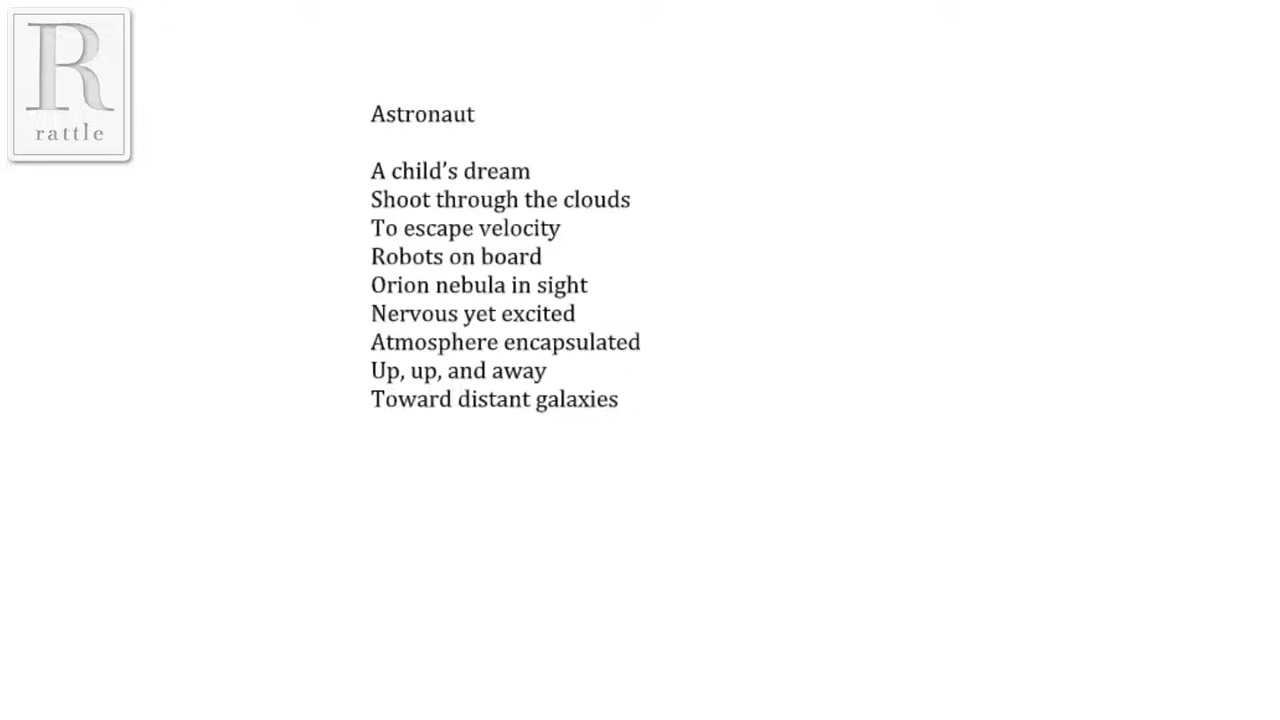 R
rattle
Astronaut
A child’s dream
Shoot through the clouds
To escape velocity
Robots on board
Orion nebula in sight
Nervous yet excited
Atmosphere encapsulated
Up, up, and away
Toward distant galaxies